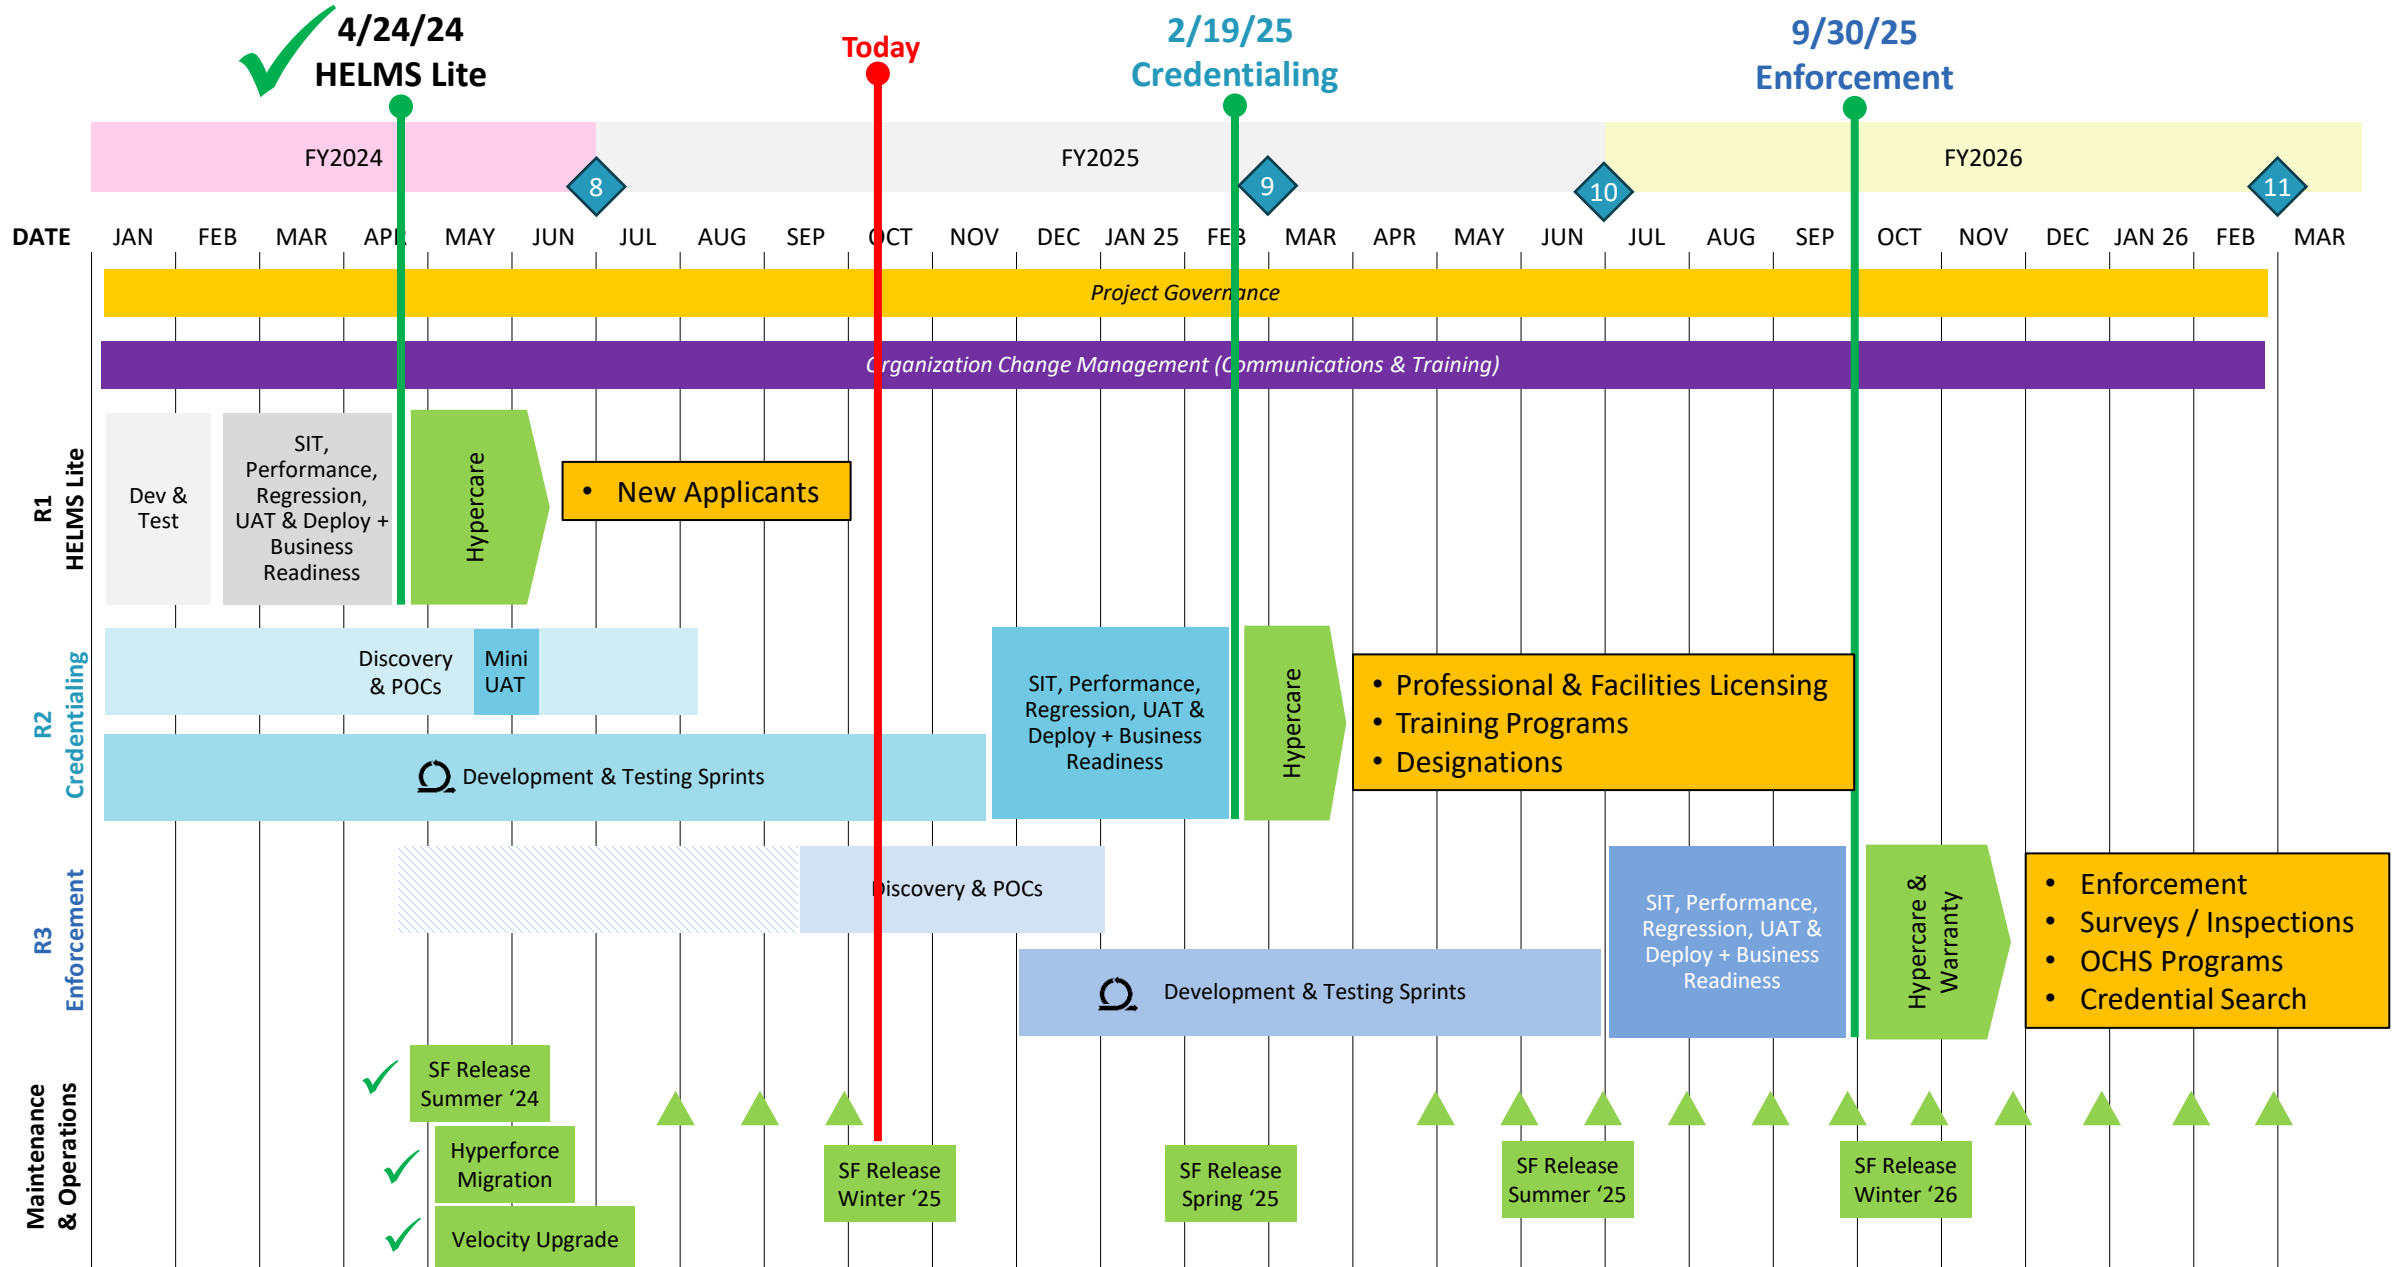 4/24/24
HELMS Lite
Today
2/19/25
Credentialing
9/30/25
Enforcement
FY2024
FY2025
FY2026
8
9
10
11
DATE JAN FEB MAR APR MAY JUN JUL AUG SEP OCT NOV DEC JAN 25 FEB MAR APR MAY JUN JUL AUG SEP OCT NOV DEC JAN 26 FEB MAR
Project Governance
Organization Change Management (Communications & Training)
R1
HELMS Lite
Dev &
Test
SIT,
Performance,
Regression,
UAT & Deploy +
Business
Readiness
Hypercare
• New Applicants
R2
Credentialing
Discovery
& POCs
Mini
UAT
Development & Testing Sprints
SIT, Performance,
Regression, UAT &
Deploy + Business
Readiness
Hypercare
• Professional & Facilities Licensing
• Training Programs
• Designations
R3
Enforcement
Discovery & POCs
Development & Testing Sprints
SIT, Performance,
Regression, UAT &
Deploy + Business
Readiness
Hypercare &
Warranty
• Enforcement
• Surveys / Inspections
• OCHS Programs
• Credential Search
Maintenance
& Operations
SF Release
Summer ‘24
Hyperforce
Migration
Velocity Upgrade
SF Release
Winter ‘25
SF Release
Spring ‘25
SF Release
Summer ‘25
SF Release
Winter ‘26